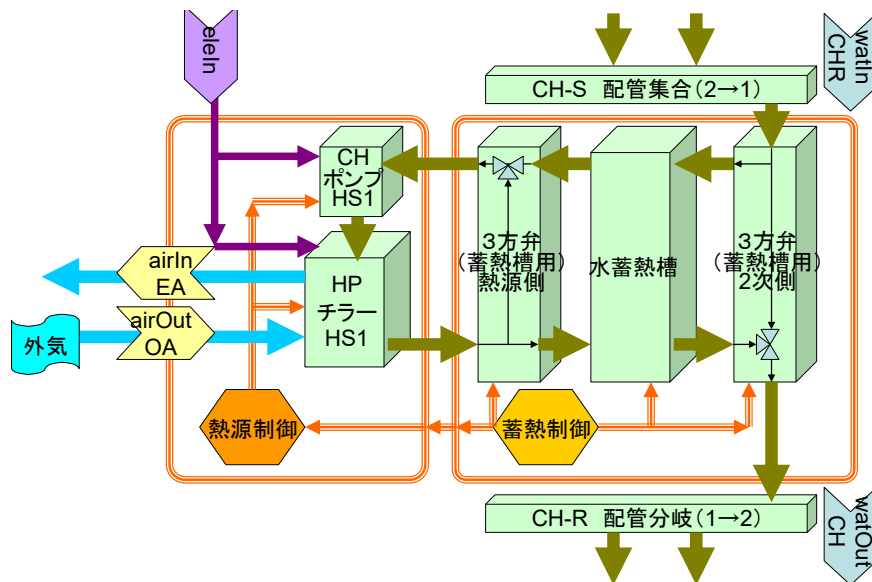 eleIn
watIn
CHR
CH-S 配管集合(2→1)
CH
ポンプ
HS1
3方弁
(蓄熱槽用)
熱源側
水蓄熱槽
3方弁
(蓄熱槽用)
2次側
airIn
EA
HP
チラー
HS1
外気
airOut
OA
熱源制御
蓄熱制御
CH-R 配管分岐(1→2)
watOut
CH